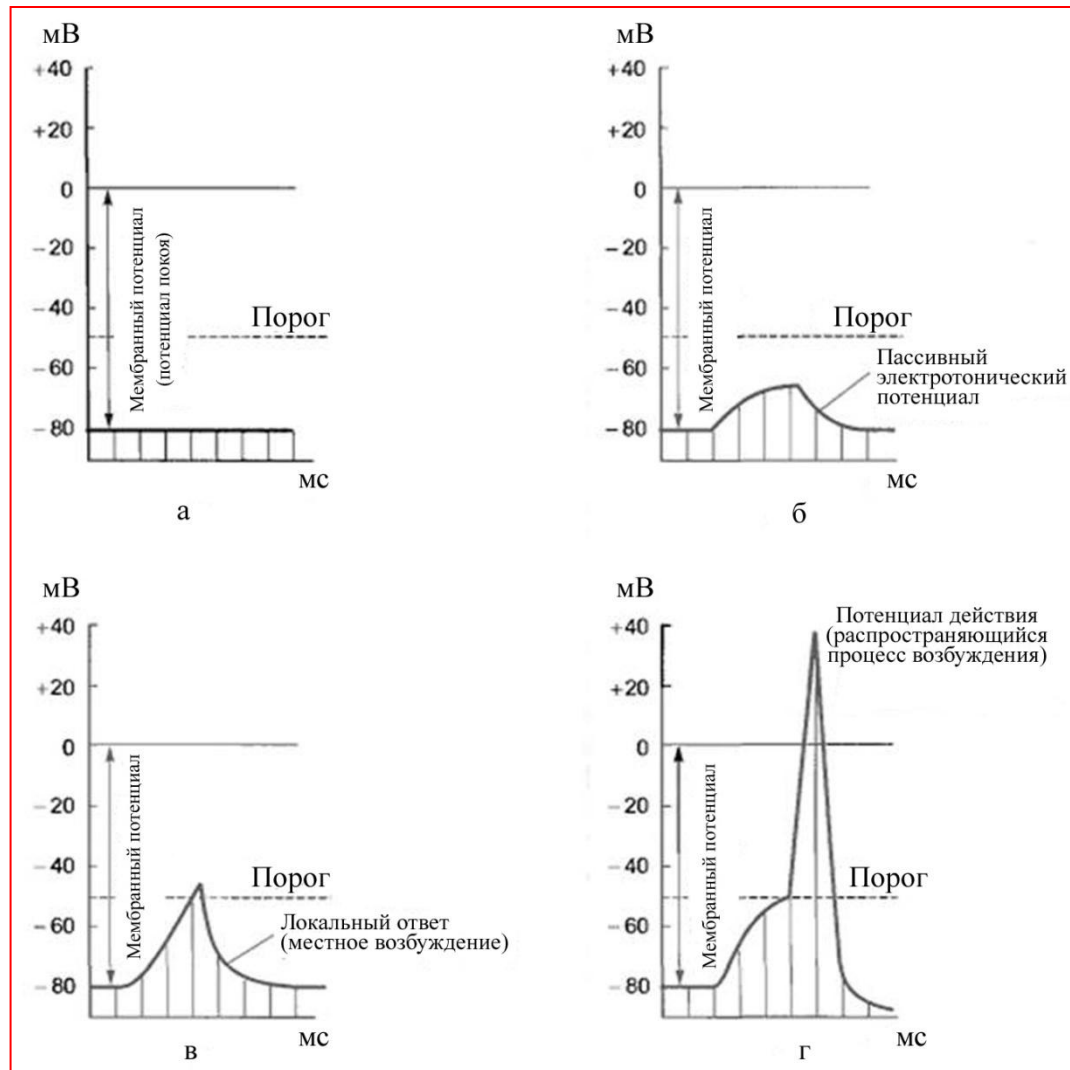 мВ
+40
+20
0
−20
−40
−60
−80
Мембранный потенциал
(потенциал покоя)
Порог
мс
а
мВ
+40
+20
0
−20
−40
−60
−80
Мембранный потенциал
Порог
Пассивный
электротонический
потенциал
мс
б
мВ
+40
+20
0
−20
−40
−60
−80
Мембранный потенциал
Порог
Локальный ответ
(местное возбуждение)
мс
в
мВ
+40
+20
0
−20
−40
−60
−80
Мембранный потенциал
Потенциал действия
(распространяющийся
процесс возбуждения)
Порог
мс
г